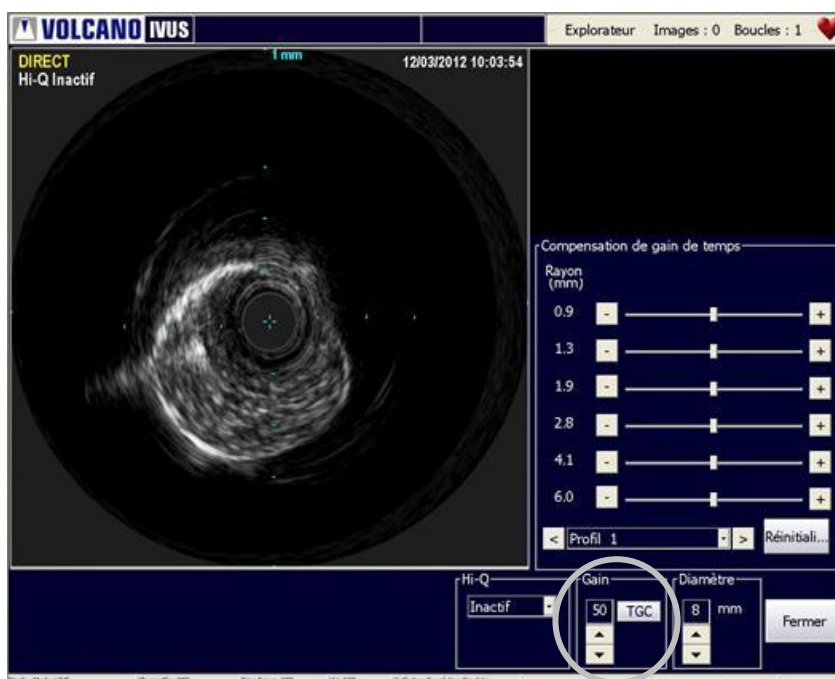 VOLCANO IVUS
Explorateur Images : 0 Boucles : 1
DIRECT
Hi-Q Inactif
1 mm
12/03/2012 10:03:54
Compensation de gain de temps
Rayon
(mm)
0.9 - +
1.3 - +
1.9 - +
2.8 - +
4.1 - +
6.0 - +
< Profil 1 > Réinitiali...
Hi-Q Gain Diamètre
Inactif 50 TGC 8 mm Fermer